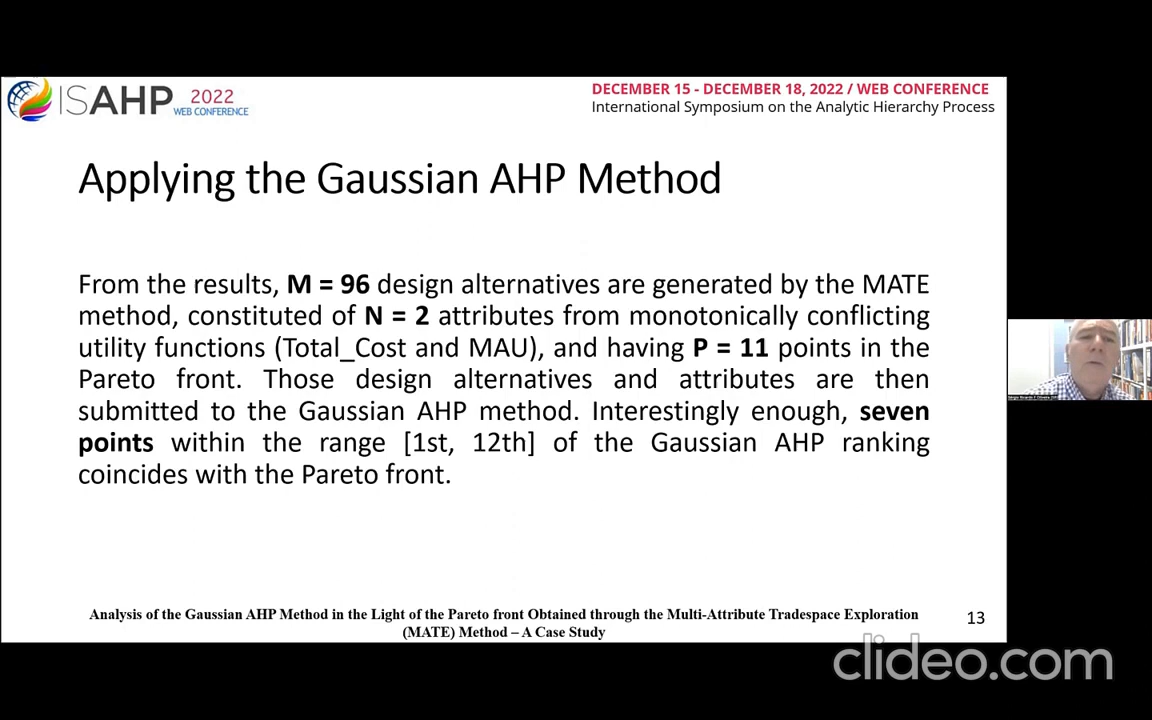 ISAHP 2022
WEB CONFERENCE
DECEMBER 15 - DECEMBER 18, 2022 / WEB CONFERENCE
International Symposium on the Analytic Hierarchy Process
Applying the Gaussian AHP Method
From the results, M = 96 design alternatives are generated by the MATE
method, constituted of N = 2 attributes from monotonically conflicting
utility functions (Total_Cost and MAU), and having P = 11 points in the
Pareto front. Those design alternatives and attributes are then
submitted to the Gaussian AHP method. Interestingly enough, seven
points within the range [1st, 12th] of the Gaussian AHP ranking
coincides with the Pareto front.
Analysis of the Gaussian AHP Method in the Light of the Pareto front Obtained through the Multi-Attribute Tradespace Exploration
(MATE) Method – A Case Study
13
clideo.com